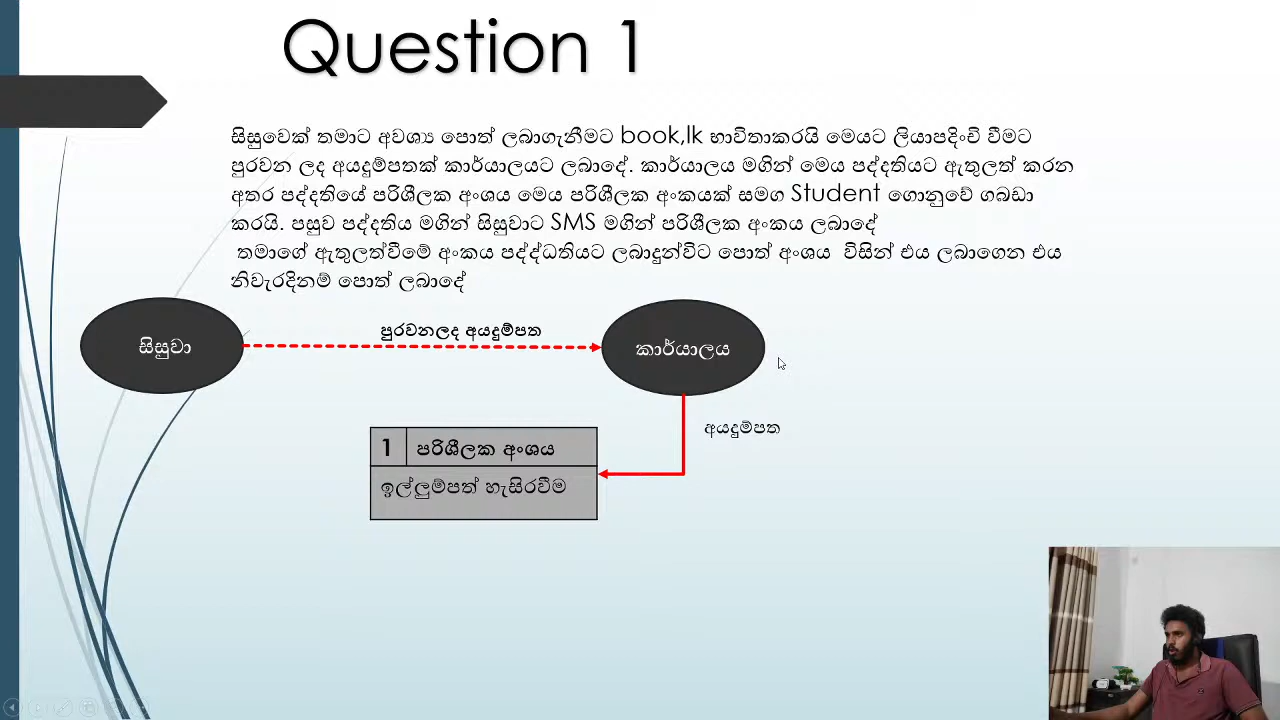 Question 1
සිසුවෙක් තමාට අවශ්‍ය පොත් ලබාගැනීමට book,lk භාවිතාකරයි මෙයට ලියාපදිංචි වීමට
පුරවන ලද අයදුම්පතක් කාර්යාලයට ලබාදේ. කාර්යාලය මගින් මෙය පද්දතියට ඇතුලත් කරන
අතර පද්දතියේ පරිශීලක අංශය මෙය පරිශීලක අංකයක් සමග Student ගොනුවේ ගබඩා
කරයි. පසුව පද්දතිය මගින් සිසුවාට SMS මගින් පරිශීලක අංකය ලබාදේ
තමාගේ ඇතුලත්වීමේ අංකය පද්ද්ධතියට ලබාදුන්විට පොත් අංශය විසින් එය ලබාගෙන එය
නිවැරදිනම් පොත් ලබාදේ
පුරවනලද අයදුම්පත
සිසුවා
කාර්යාලය
අයදුම්පත
1 පරිශීලක අංශය
ඉල්ලුම්පත් හැසිරවීම